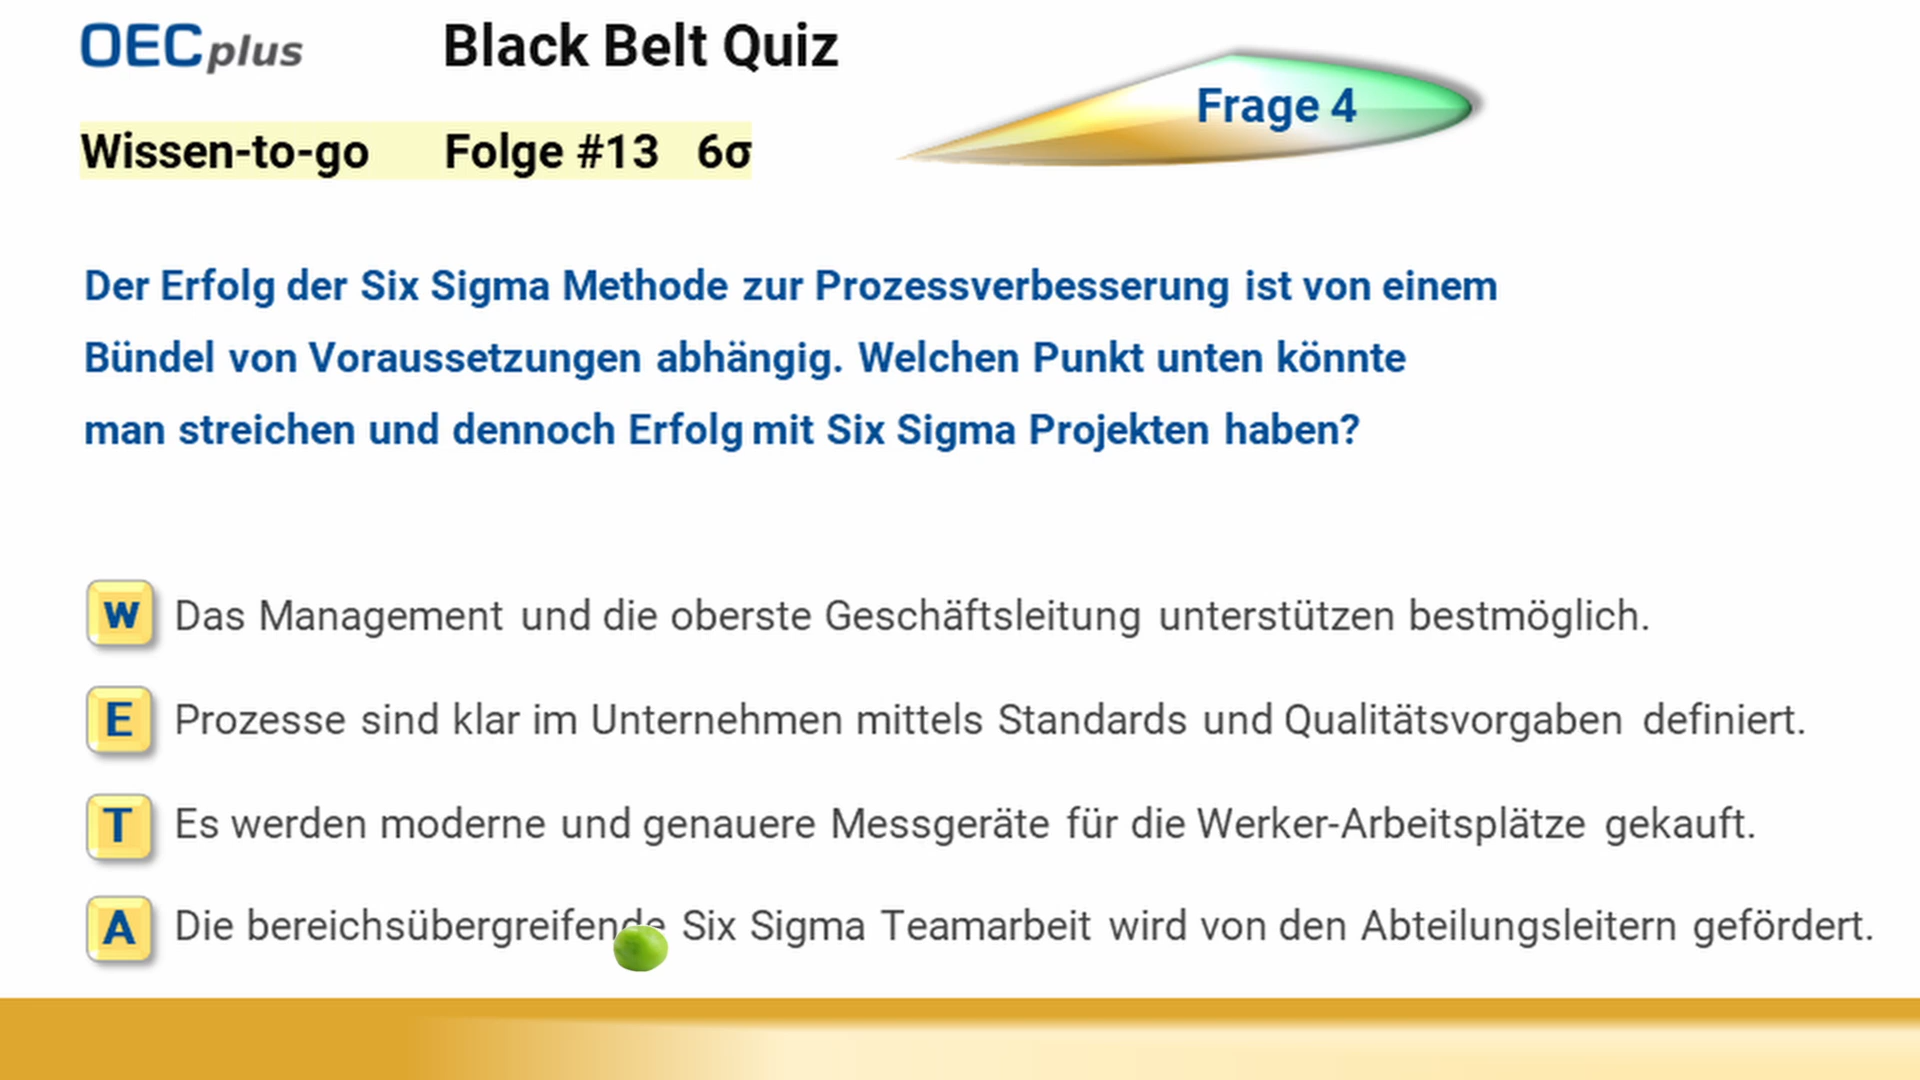 OEC plus Black Belt Quiz
Frage 4
Wissen-to-go Folge #13 6σ
Der Erfolg der Six Sigma Methode zur Prozessverbesserung ist von einem
Bündel von Voraussetzungen abhängig. Welchen Punkt unten könnte
man streichen und dennoch Erfolg mit Six Sigma Projekten haben?
W Das Management und die oberste Geschäftsleitung unterstützen bestmöglich.
E Prozesse sind klar im Unternehmen mittels Standards und Qualitätsvorgaben definiert.
T Es werden moderne und genauere Messgeräte für die Werker-Arbeitsplätze gekauft.
A Die bereichsübergreifende Six Sigma Teamarbeit wird von den Abteilungsleitern gefördert.